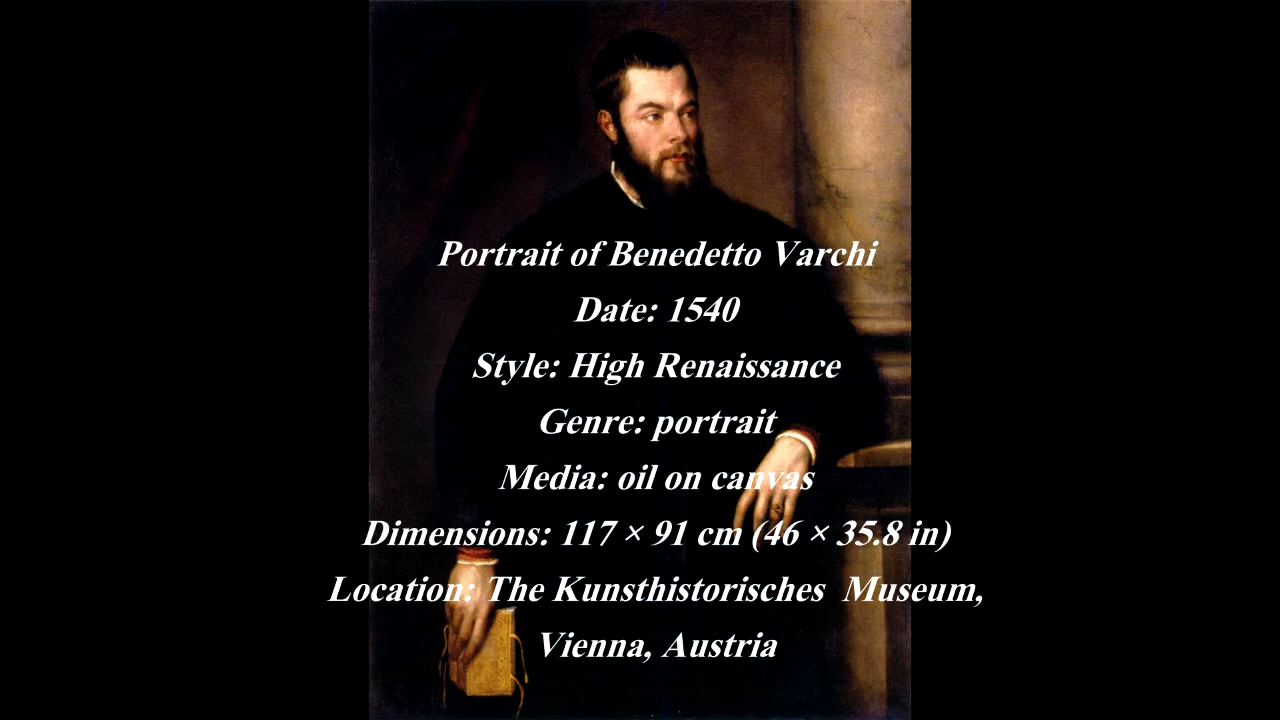 Portrait of Benedetto Varchi
Date: 1540
Style: High Renaissance
Genre: portrait
Media: oil on canvas
Dimensions: 117 × 91 cm (46 × 35.8 in)
Location: The Kunsthistorisches Museum,
Vienna, Austria